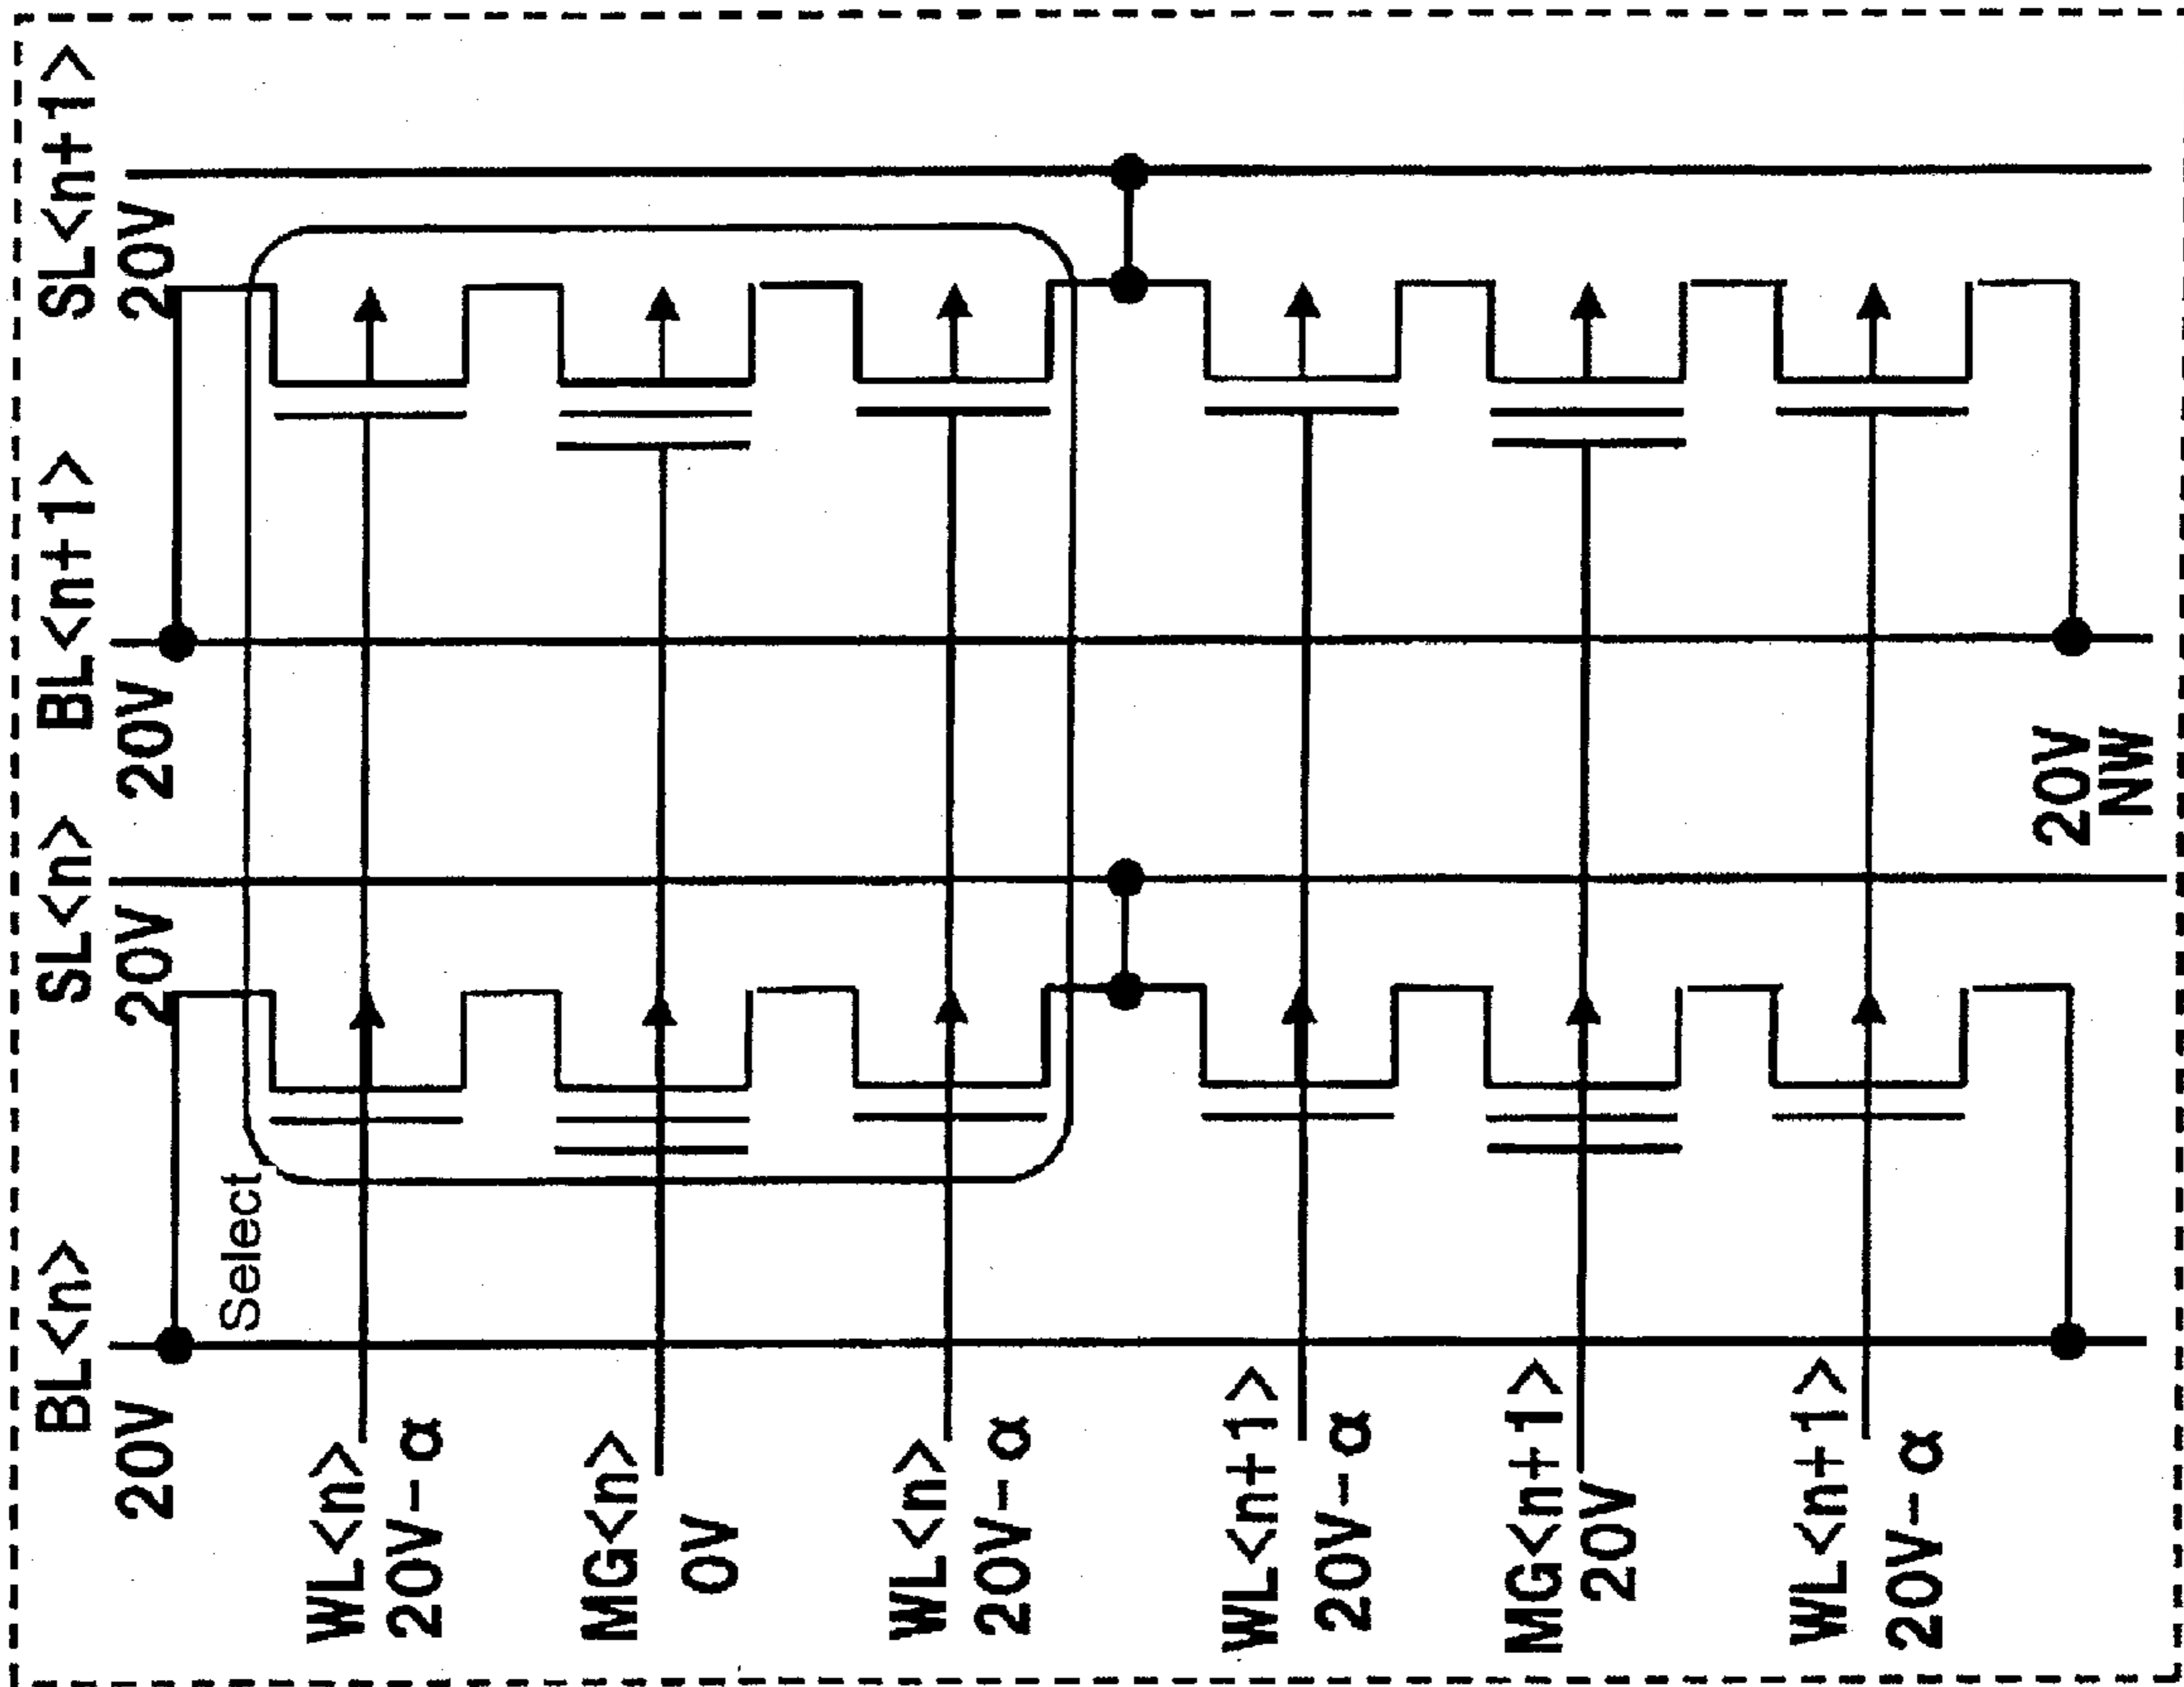 BL<n>
20V
SL<n>
20V
BL<n+1>
20V
SL<n+1>
20V
Select
WL<n>
20V-α
MG<n>
0V
WL<n>
20V-α
WL<n+1>
20V-α
MG<n+1>
20V
WL<n+1>
20V-α
20V
NW